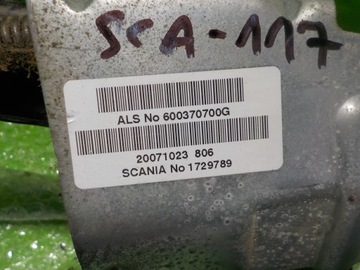 SCA-117
ALS No 600370700G
20071023 806
SCANIA No 1729789